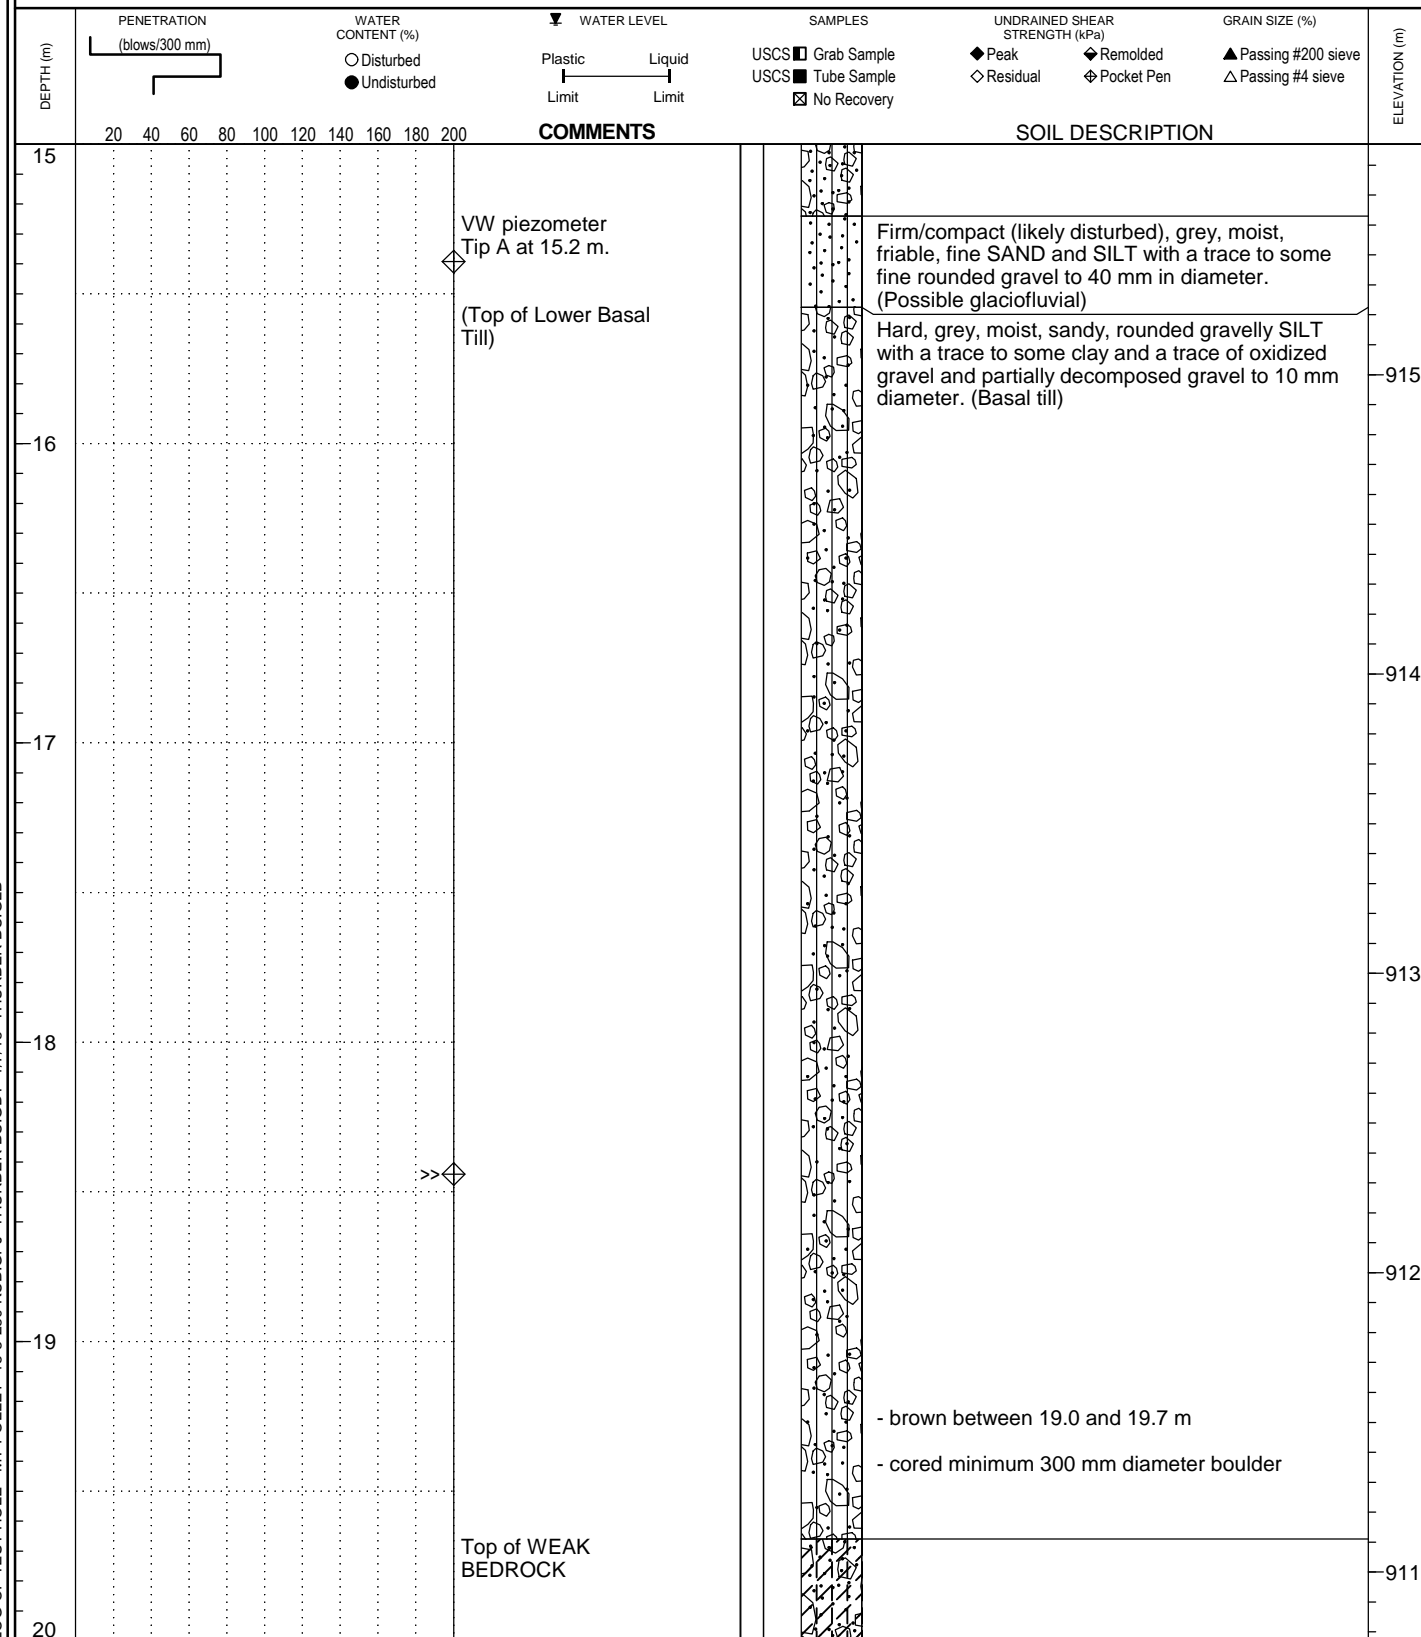 PENETRATION
(blows/300 mm)
WATER
CONTENT (%)
Disturbed
Undisturbed
WATER LEVEL
Plastic Liquid
Limit Limit
SAMPLES
USCS Grab Sample
USCS Tube Sample
No Recovery
UNDRAINED SHEAR
STRENGTH (kPa)
Peak Remolded
Residual Pocket Pen
GRAIN SIZE (%)
Passing #200 sieve
Passing #4 sieve
DEPTH (m)
ELEVATION (m)
20 40 60 80 100 120 140 160 180 200
COMMENTS
SOIL DESCRIPTION
15
VW piezometer
Tip A at 15.2 m.
Firm/compact (likely disturbed), grey, moist,
friable, fine SAND and SILT with a trace to some
fine rounded gravel to 40 mm in diameter.
(Possible glaciofluvial)
(Top of Lower Basal
Till)
Hard, grey, moist, sandy, rounded gravelly SILT
with a trace to some clay and a trace of oxidized
gravel and partially decomposed gravel to 10 mm
diameter. (Basal till)
915
16
914
17
913
18
>>
912
19
- brown between 19.0 and 19.7 m
- cored minimum 300 mm diameter boulder
Top of WEAK
BEDROCK
911
20